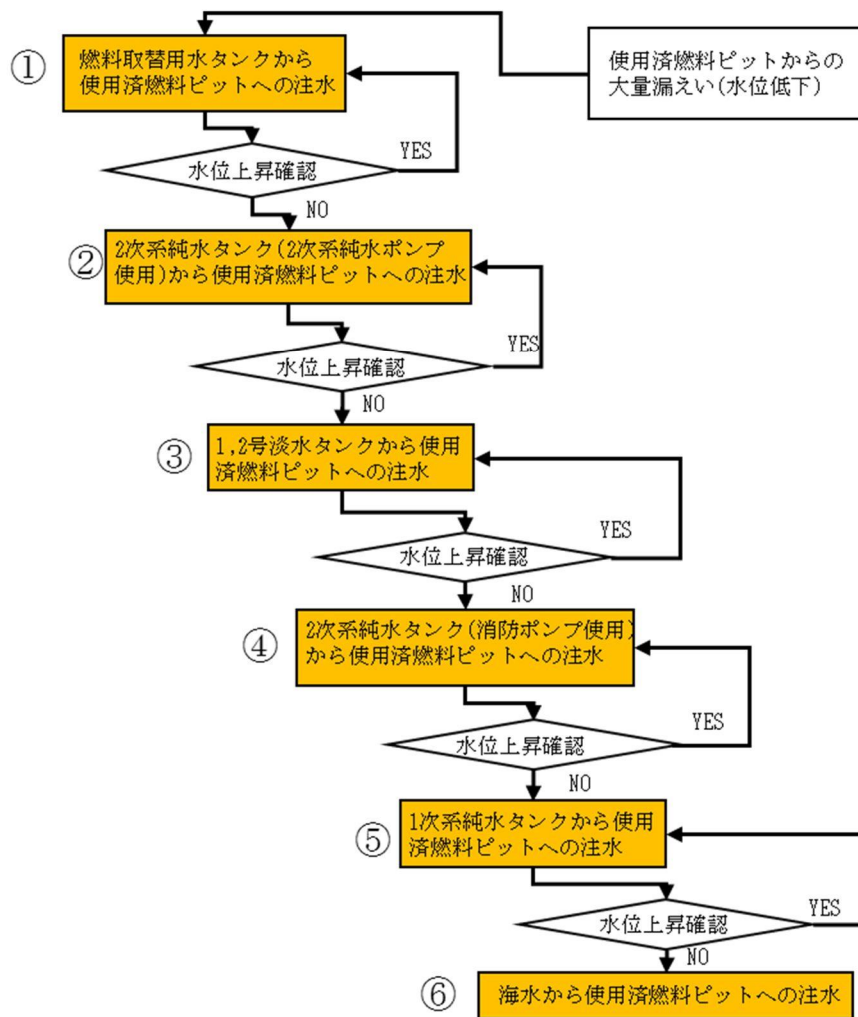 ①
燃料取替用水タンクから
使用済燃料ピットへの注水
使用済燃料ピットからの
大量漏えい(水位低下)
YES
水位上昇確認
NO
②
2次系純水タンク(2次系純水ポンプ
使用)から使用済燃料ピットへの注水
YES
水位上昇確認
NO
③
1,2号淡水タンクから使用
済燃料ピットへの注水
YES
水位上昇確認
NO
④
2次系純水タンク(消防ポンプ使用)
から使用済燃料ピットへの注水
YES
水位上昇確認
NO
⑤
1次系純水タンクから使用
済燃料ピットへの注水
YES
水位上昇確認
NO
⑥
海水から使用済燃料ピットへの注水